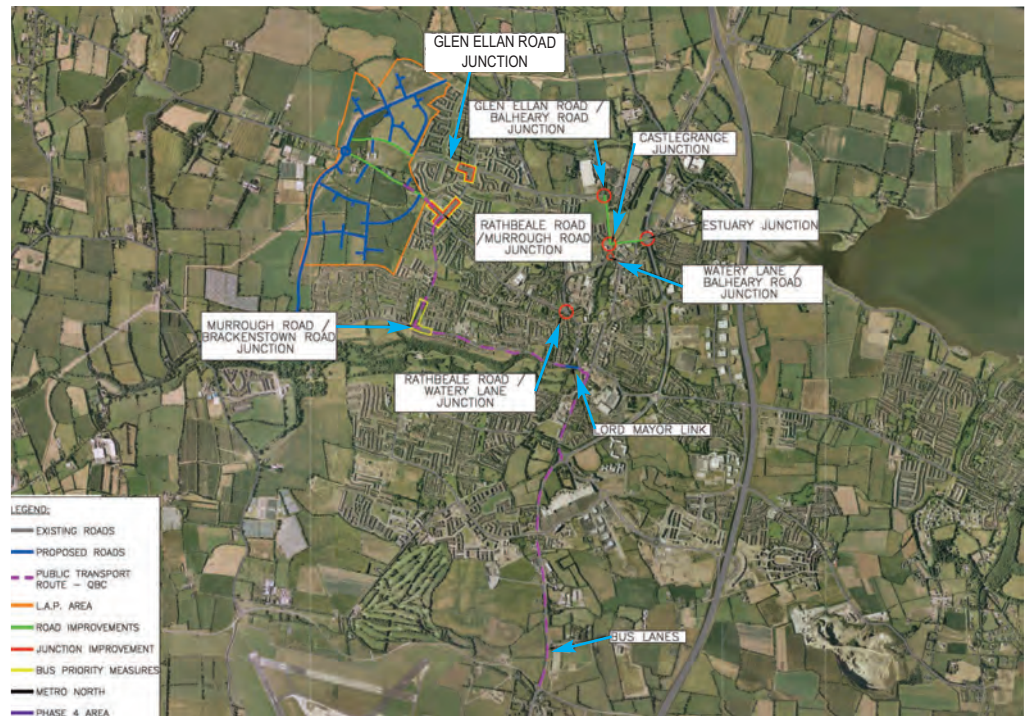 GLEN ELLAN ROAD
JUNCTION
GLEN ELLAN ROAD /
BALHEARY ROAD
JUNCTION
CASTLEGRANGE
JUNCTION
RATHBEALE ROAD
/MURROUGH ROAD
JUNCTION
ESTUARY JUNCTION
WATERY LANE /
BALHEARY ROAD
JUNCTION
MURROUGH ROAD /
BRACKENSTOWN ROAD
JUNCTION
RATHBEALE ROAD /
WATERY LANE
JUNCTION
LORD MAYOR LINK
BUS LANES
LEGEND:
EXISTING ROADS
PROPOSED ROADS
PUBLIC TRANSPORT
ROUTE – QBC
L.A.P. AREA
ROAD IMPROVEMENTS
JUNCTION IMPROVEMENT
BUS PRIORITY MEASURES
METRO NORTH
PHASE 4 AREA